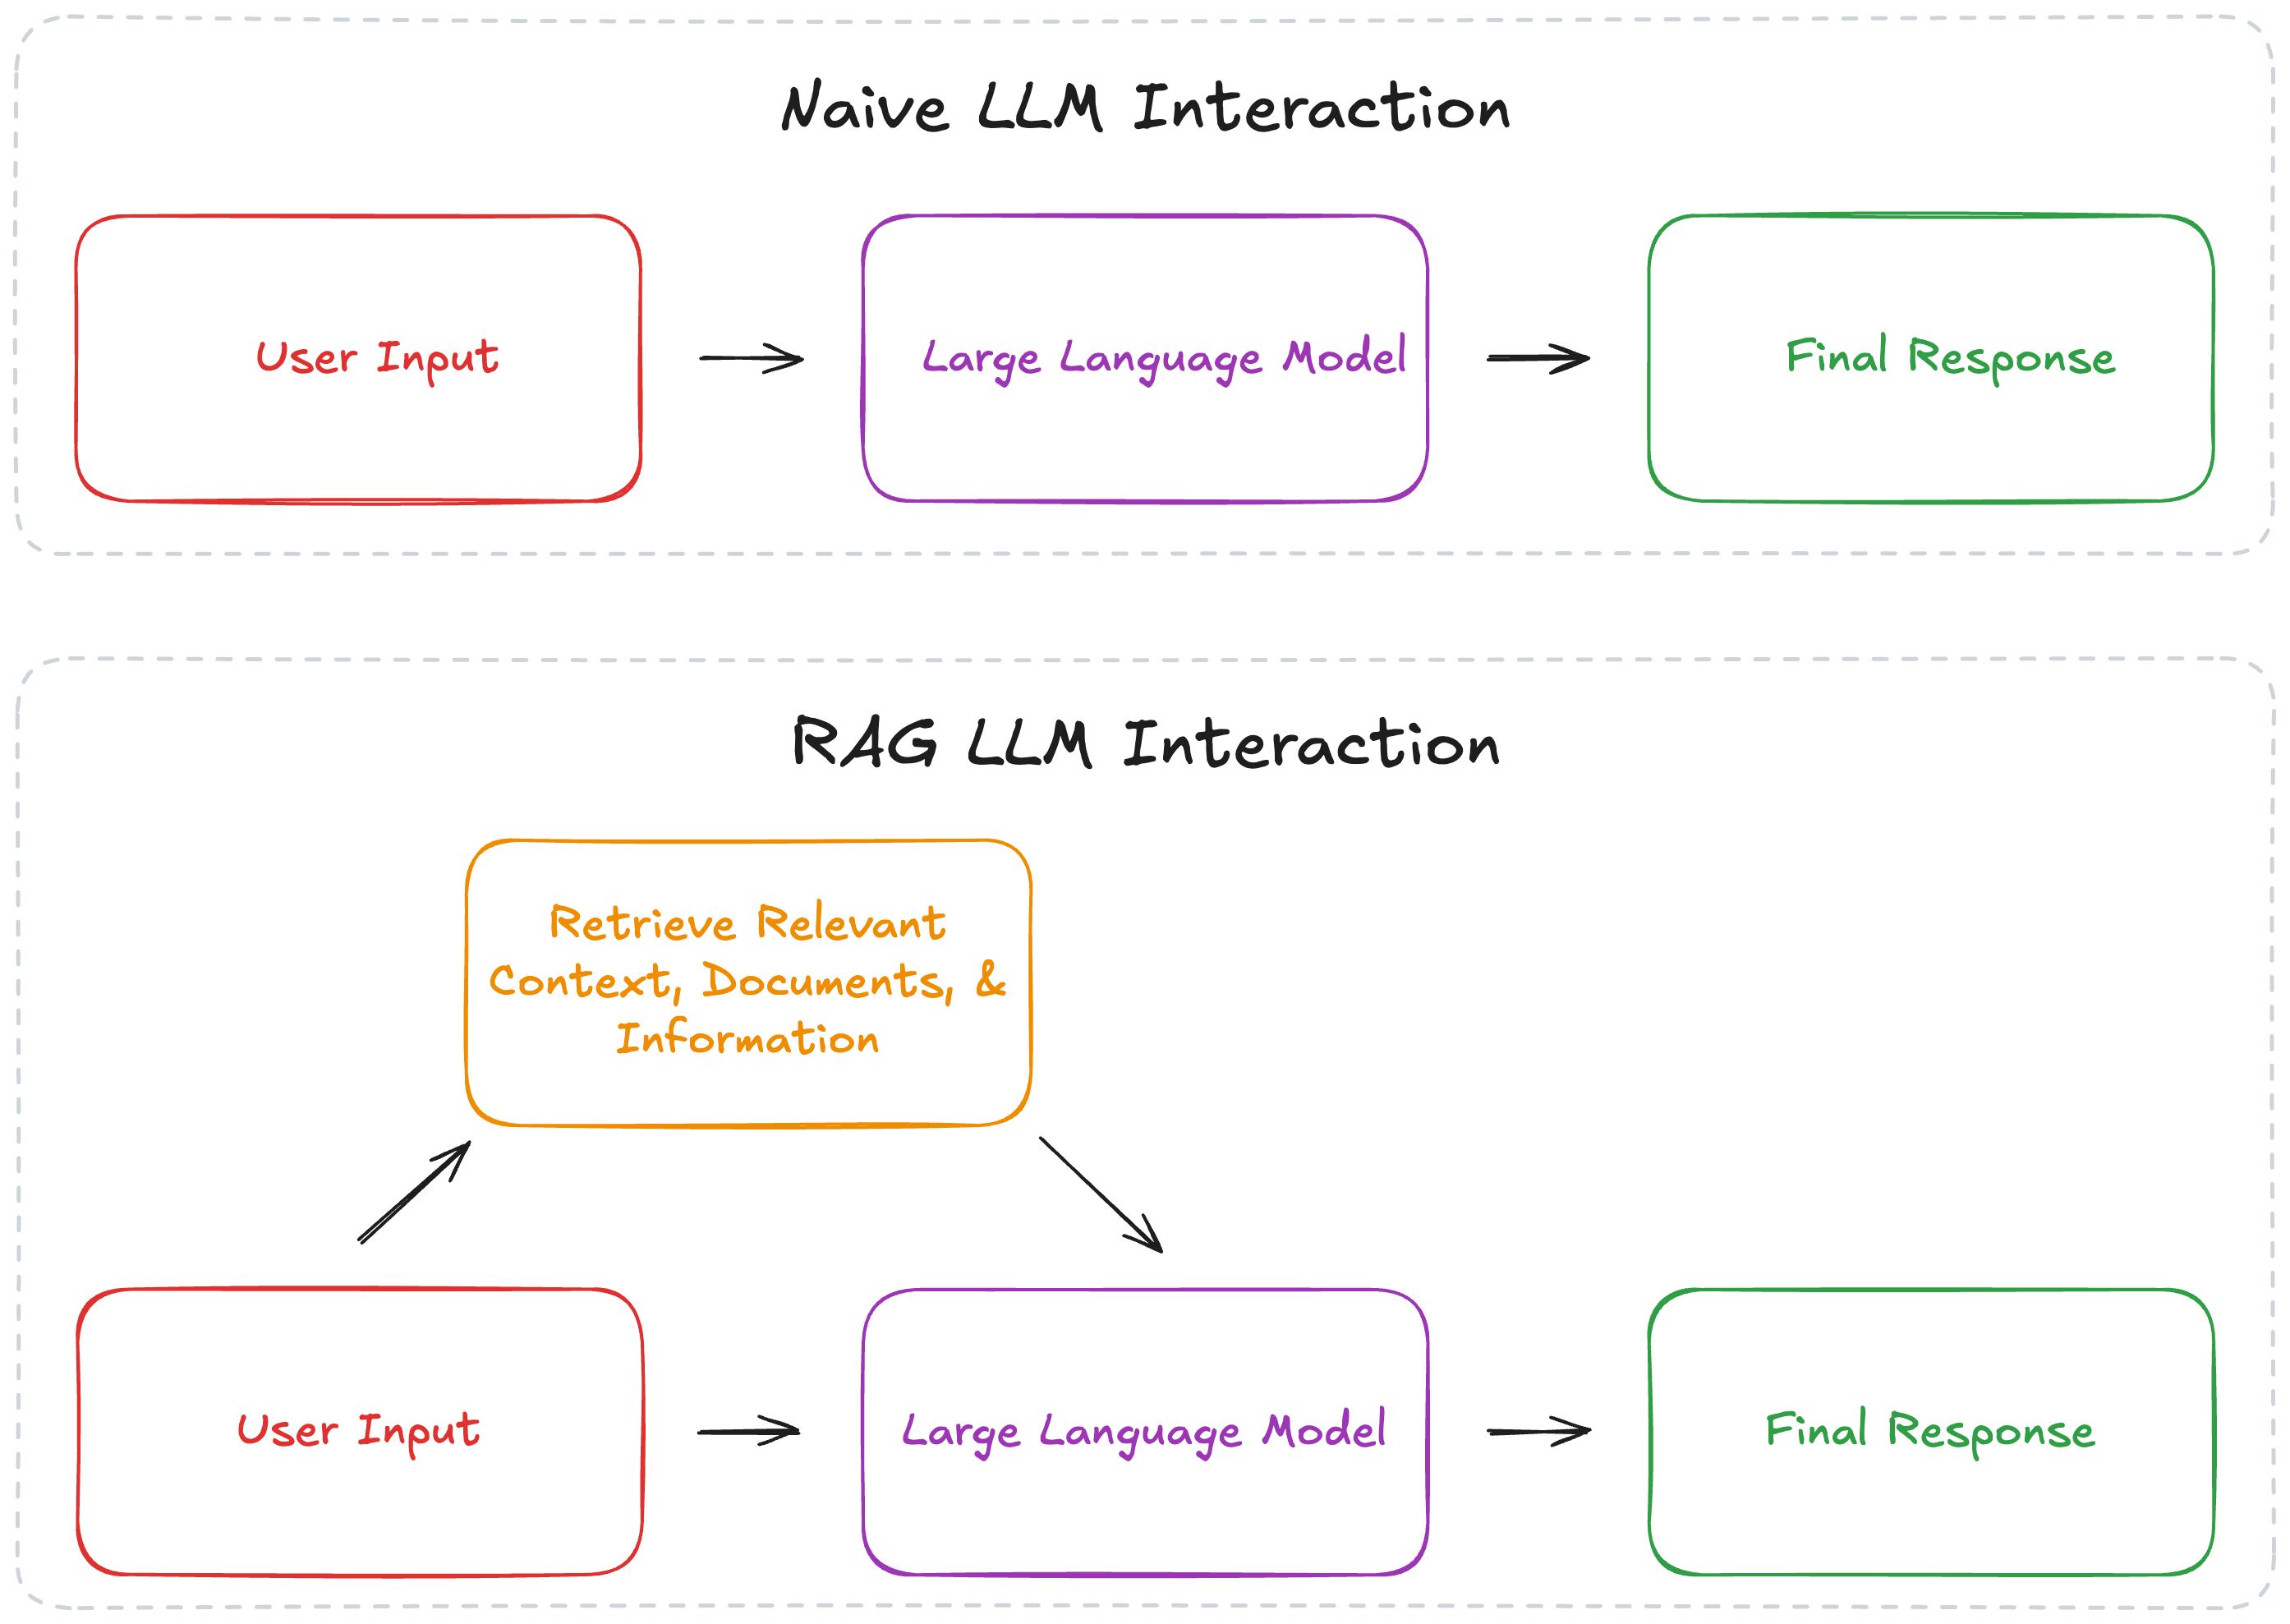 Naive LLM Interaction
User Input
Large Language Model
Final Response
RAG LLM Interaction
Retrieve Relevant
Context, Documents, &
Information
User Input
Large Language Model
Final Response